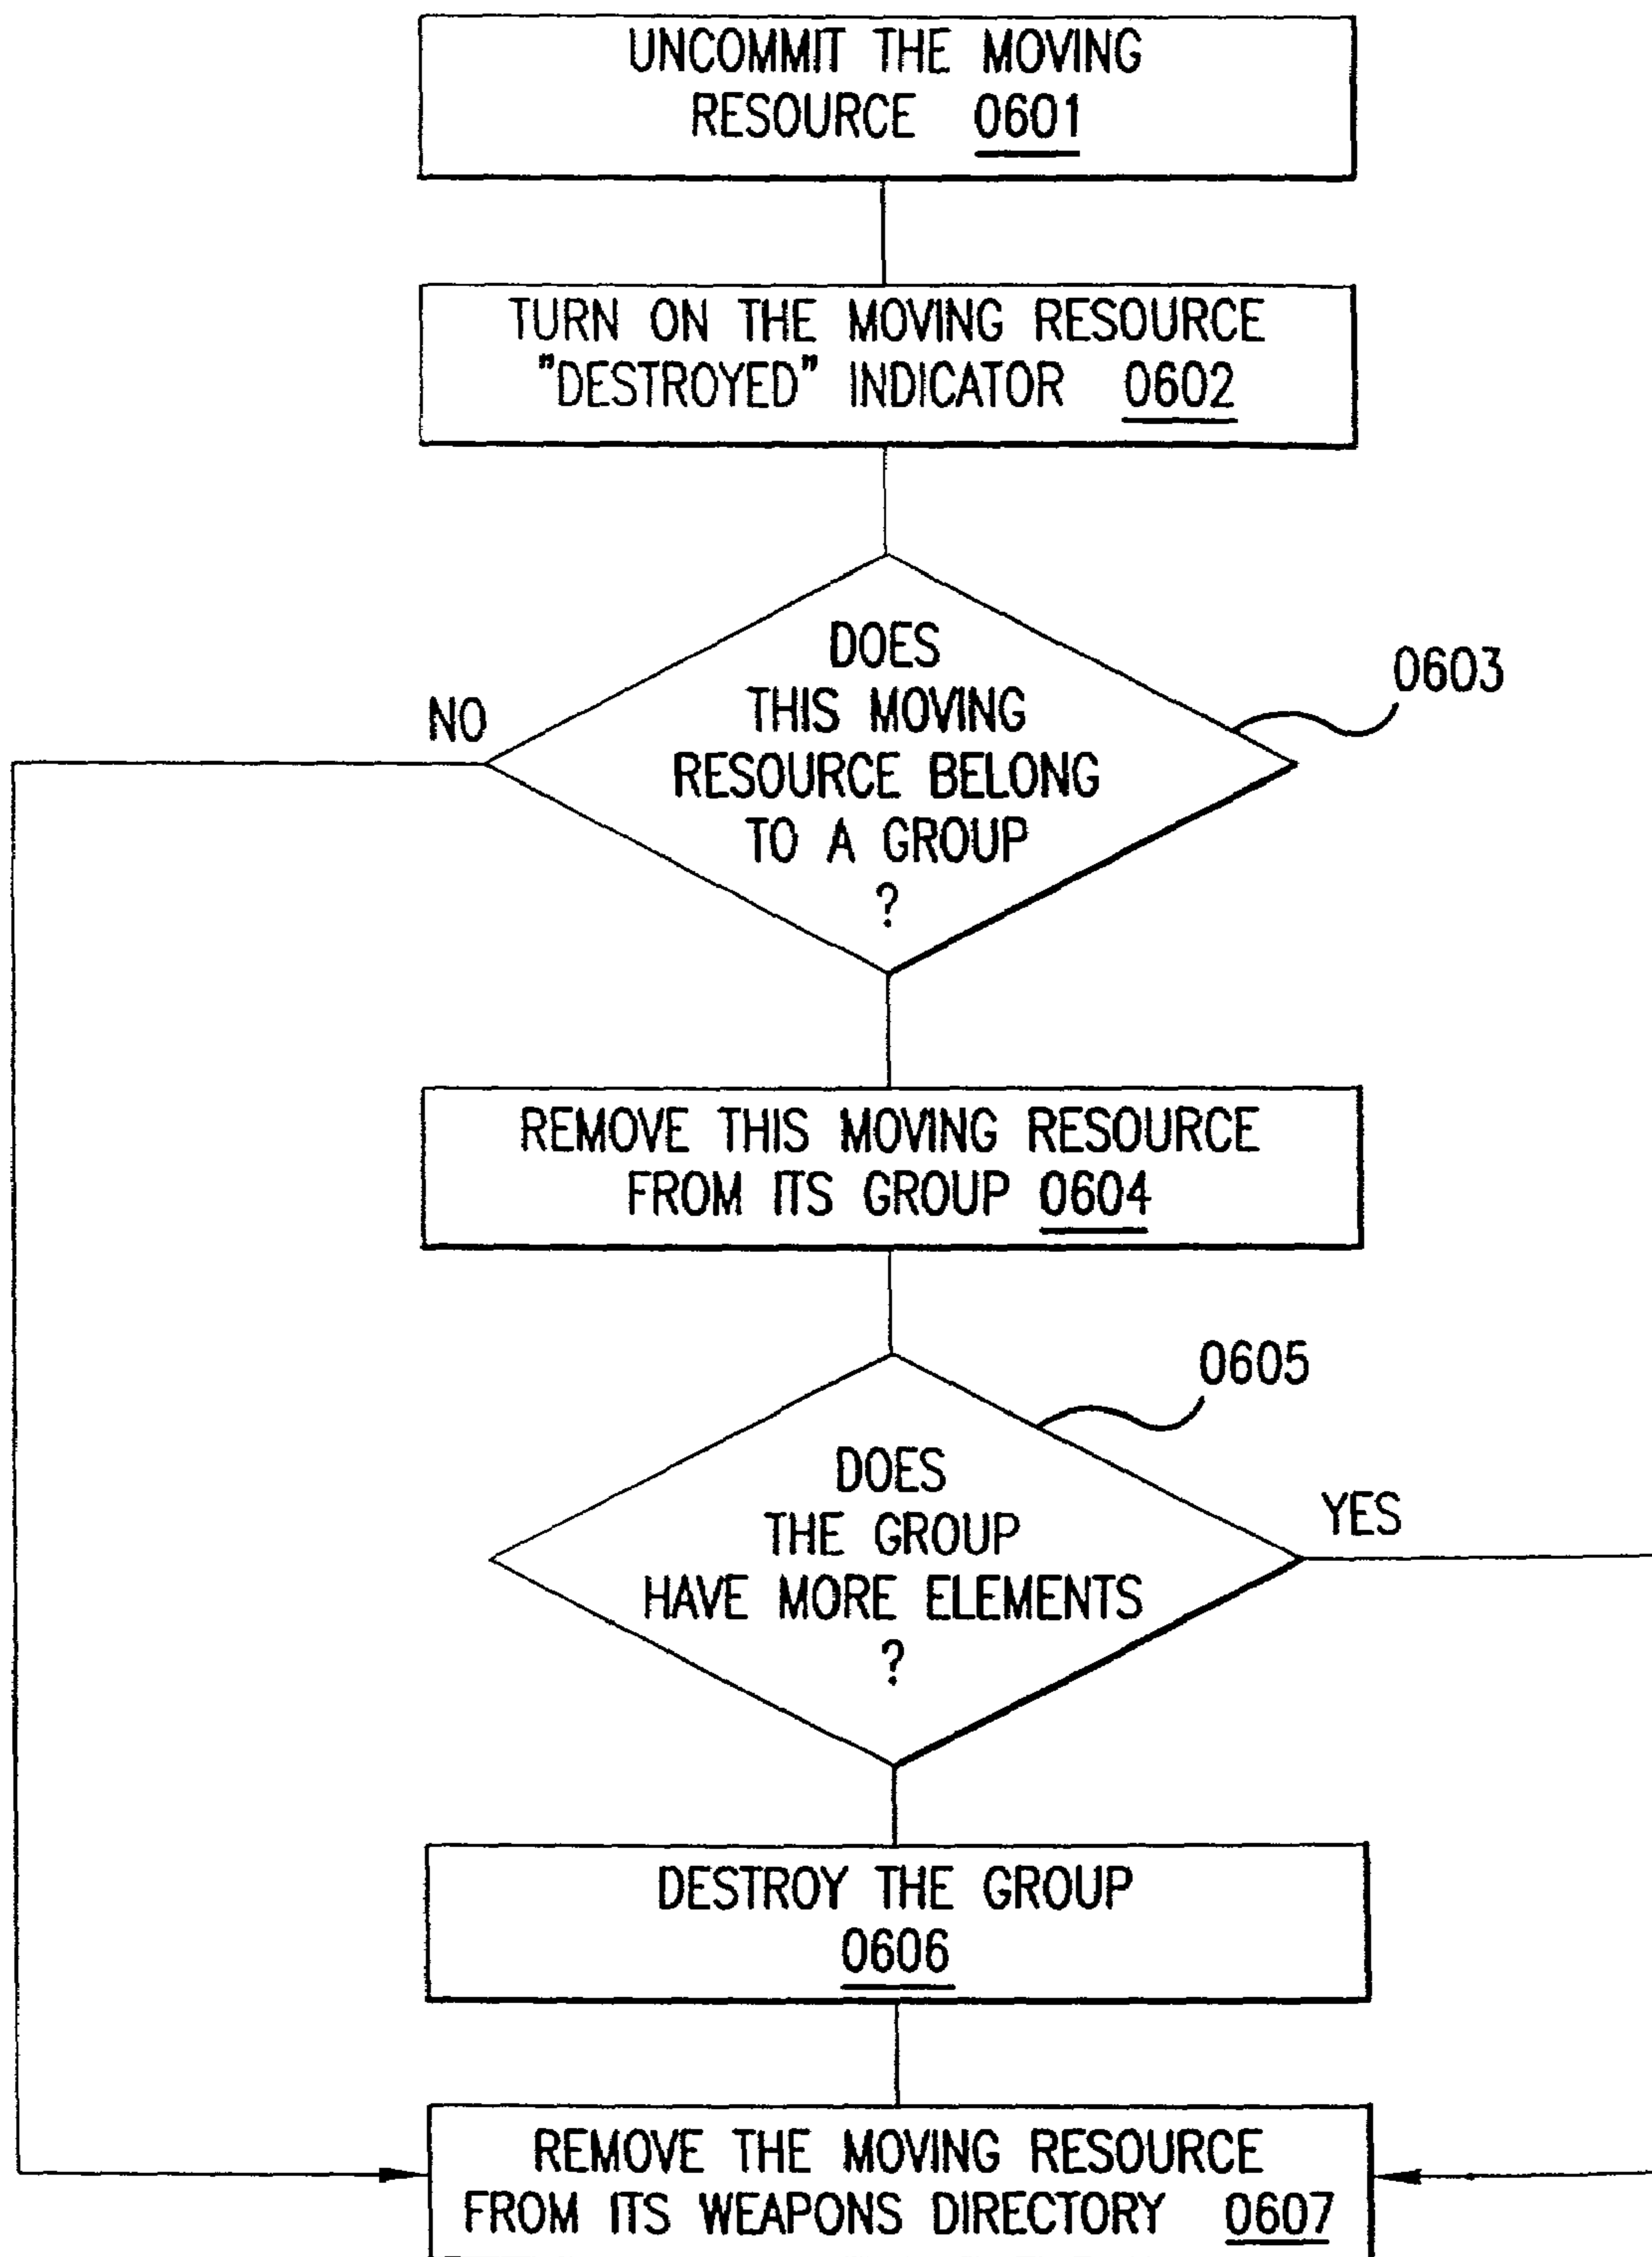 UNCOMMIT THE MOVING
RESOURCE 0601
TURN ON THE MOVING RESOURCE
"DESTROYED" INDICATOR 0602
DOES
THIS MOVING
RESOURCE BELONG
TO A GROUP
?
0603
NO
REMOVE THIS MOVING RESOURCE
FROM ITS GROUP 0604
0605
DOES
THE GROUP
HAVE MORE ELEMENTS
?
YES
DESTROY THE GROUP
0606
REMOVE THE MOVING RESOURCE
FROM ITS WEAPONS DIRECTORY 0607